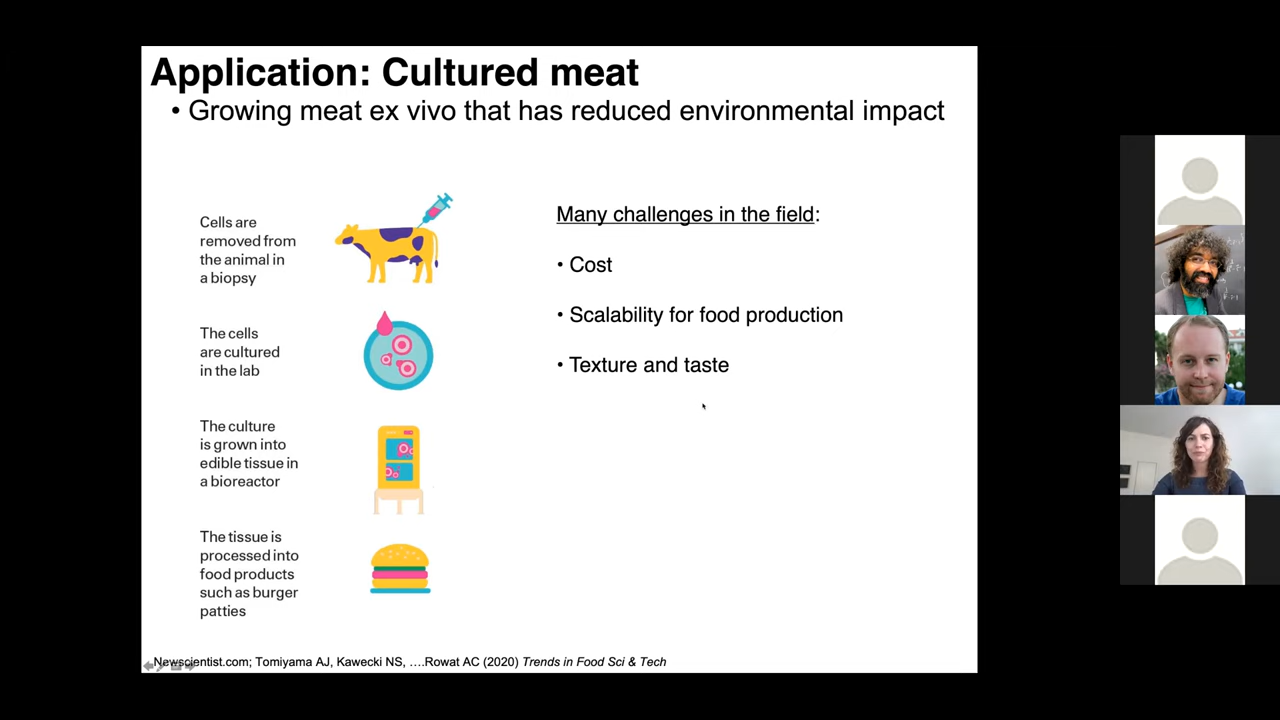 Application: Cultured meat
• Growing meat ex vivo that has reduced environmental impact
Cells are
removed from
the animal in
a biopsy
The cells
are cultured
in the lab
The culture
is grown into
edible tissue in
a bioreactor
The tissue is
processed into
food products
such as burger
patties
Many challenges in the field:
• Cost
• Scalability for food production
• Texture and taste
Newscientist.com; Tomiyama AJ, Kawecki NS, ....Rowat AC (2020) Trends in Food Sci & Tech